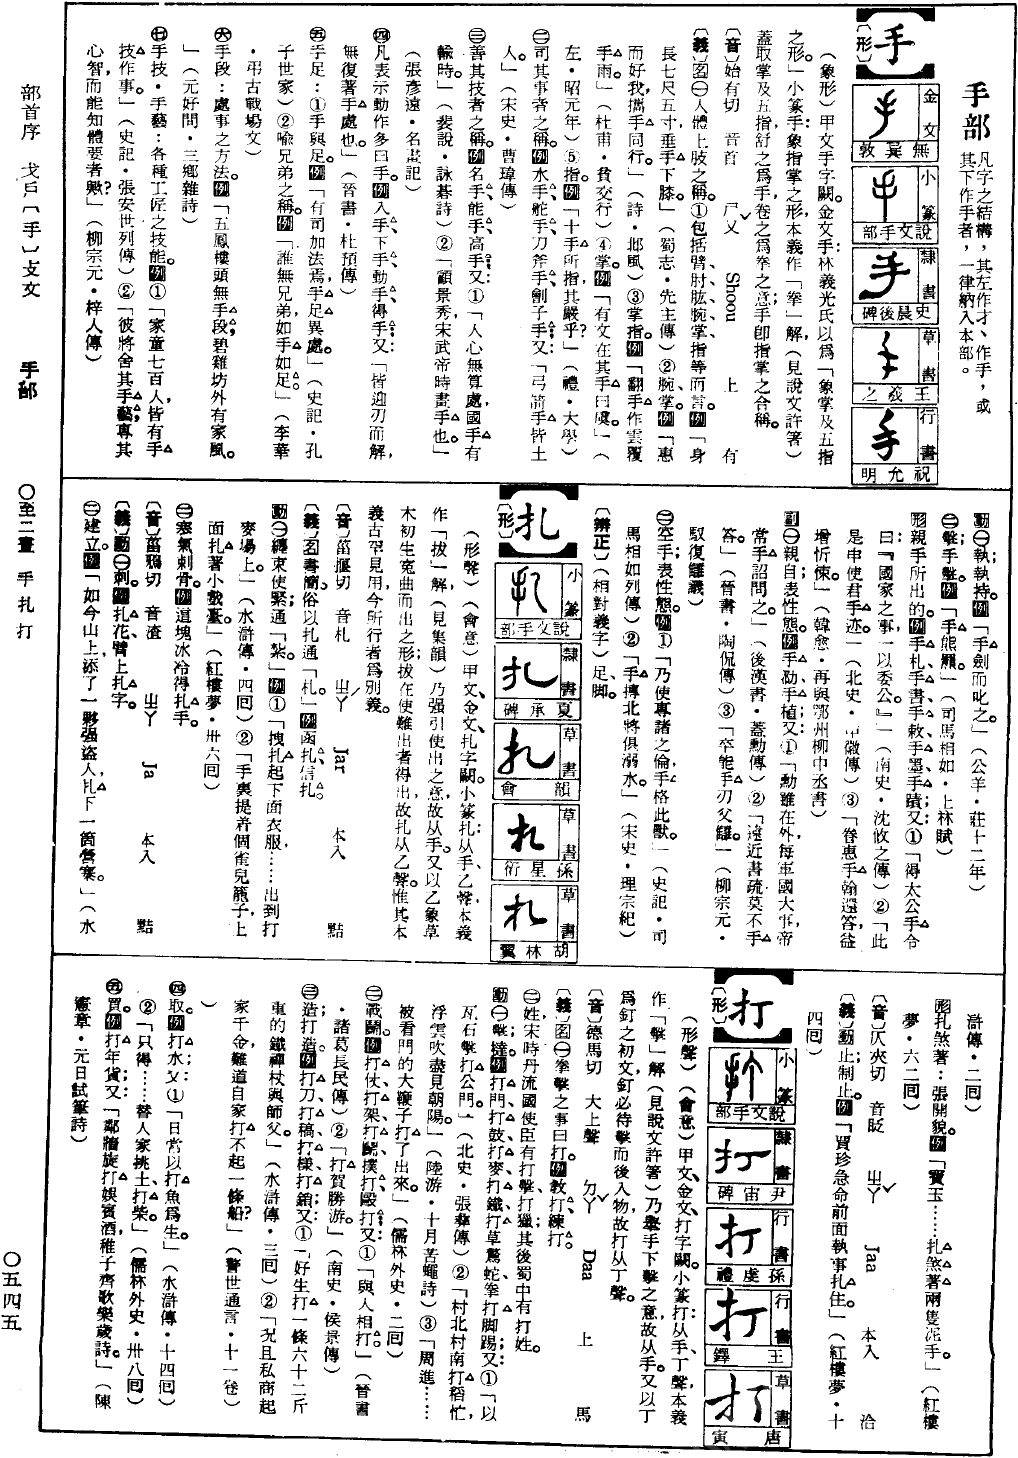 手部
凡字之結構，其左作才、作手，或
其下作手者，一律納入本部。
手
〔形〕
金文 無㠱敦
小篆 說文手部
隸書 史晨後碑
草書 王羲之
行書 祝允明
（象形）甲文手字闕。金文手：林義光氏以為「象掌及五指
之形。」小篆手：象指掌之形，本義作「拳」解（見說文許箸）
蓋取掌及五指，舒之為手，卷之為拳之意；手即指掌之合稱。
〔音〕始有切 音首 ㄕㄡˇ Shoou 上 有
〔義〕名㊀人體上肢之稱。①包括臂肘肱腕掌指等而言。例「身
長七尺五寸，垂手下膝。」（蜀志·先主傳）②腕、掌。例「惠
而好我，攜手同行。」（詩·邶風）③掌、指。例「翻手作雲覆
手雨。」（杜甫·貧交行）④掌。例「有文在其手曰虞。」（
左·昭元年）⑤指。例「十手所指，其嚴乎？」（禮·大學）
㊁司其事者之稱。例水手、舵手、刀斧手、劊子手；又「弓箭手皆土
人。」（宋史·曹瑋傳）
㊂善其技者之稱。例名手、能手、高手；又①「人心無算處，國手有
輸時。」（裴說·詠碁詩）②「顧景秀，宋武帝時畫手也。」
（張彥遠·名畫記）
㊃凡表示動作多曰手。例入手、下手、動手、得手；又「皆迎刃而解，
無復著手處也。」（晉書·杜預傳）
㊄手足：①手與足。例「有司加法焉，手足異處。」（史記·孔
子世家）②喻兄弟之稱。例「誰無兄弟，如手如足。」（李華
·弔古戰場文）
㊅手段：處事之方法。例「五鳳樓頭無手段，碧雞坊外有家風。
」（元好問·三鄉雜詩）
㊆手技·手藝：各種工匠之技能。例①「家童七百人，皆有手
技作事。」（史記·張安世列傳）②「彼將舍其手藝，專其
心智，而能知體要者歟？」（柳宗元·梓人傳）
動㊀執、執持。例「手劍而叱之。」（公羊·莊十二年）
㊁擊、手擊。例「手熊羆。」（司馬相如·上林賦）
形親手所出的。例手札、手書、手敕、手墨、手蹟；又①「得太公手令
曰『國家之事，一以委公。』」（南史·沈攸之傳）②「此
是申使君手迹。」（北史·申徽傳）③「眷惠手翰，還答益
增忻悚。」（韓愈·再與鄂州柳中丞書）
副㊀親自，表性態。例手勒、手植；又①「勳雖在外，每軍國大事，帝
常手詔問之。」（後漢書·蓋勳傳）②「遠近書疏，莫不手
答。」（晉書·陶侃傳）③「卒能手刃父讎。」（柳宗元·
駁復讎議）
㊁空手，表性態。例①「乃使專諸之倫，手格此獸。」（史記·司
馬相如列傳）②「手搏北將，俱溺水。」（宋史·理宗紀）
〔辨正〕（相對義字）足、腳。
扎
〔形〕
小篆 說文手部
隸書 夏承碑
草書 韻會
草書 孫星衍
草書 胡林翼
（形聲）（會意）甲文、金文扎字闕。小篆扎：从手、乙聲，本義
作「拔」解（見集韻）乃強引使出之意，故从手。又以乙象草
木初生宛曲而出之形，拔在使難出者得出，故扎从乙聲。惟其本
義古罕見用，今所行者為別義。
〔音〕菑軋切 音札 ㄓㄚˊ Jar 本入 黠
〔義〕名書簡。俗以扎通「札」。例函扎、信扎。
動㊀纏束使緊；通「紮」。例①「拽扎起下面衣服……出到打
麥場上。」（水滸傳·四回）②「手裏提着個雀兒籠子，上
面扎著小戲臺。」（紅樓夢·卅六回）
㊁寒氣刺骨。例這塊冰冷得扎手。
〔音〕菑鴉切 音渣 ㄓㄚ Ja 本入 黠
〔義〕動㊀刺。例扎花、臂上扎字。
㊁建立。例「如今山上添了一夥強盜人，扎下一箇營寨。」（水
滸傳·二回）
形扎煞著：張開貌。例「寶玉……扎煞著兩隻泥手。」（紅樓
夢·六二回）
〔音〕仄夾切 音眨 ㄓㄚˇ Jaa 本入 洽
〔義〕動止、制止。例「賈珍急命前面執事扎住。」（紅樓夢·十
四回）
打
〔形〕
小篆 說文手部
隸書 尹宙碑
行書 孫虔禮
行書 王鐸
草書 唐寅
（形聲）（會意）甲文、金文打字闕。小篆打：从手、丁聲，本義
作「擊」解（見說文許箸）乃舉手下擊之意，故从手。又以丁
為釘之初文，釘必待擊而後入物，故打从丁聲。
〔音〕德馬切 大上聲 ㄉㄚˇ Daa 上 馬
〔義〕名㊀拳擊之事曰打。例教打、練打。
㊁姓。宋時丹流國使臣有打擊打獵，其後蜀中有打姓。
動㊀擊、撻。例打門、打鼓、打麥、打鐵、打草驚蛇、拳打脚踢；又①「以
瓦石擊打公門。」（北史·張彝傳）②「村北村南打稻忙，
浮雲吹盡見朝陽。」（陸游·十月苦蠅詩）③「周進……
被看門的大鞭子打了出來。」（儒林外史·二回）
㊁戰鬬。例打仗、打架、打鬬、撲打、毆打；又①「與人相打。」（晉書
·諸葛長民傳）②「打賀勝游。」（南史·侯景傳）
㊂造、打造。例打刀、打稿、打樣、打鎖；又①「好生打一條六十二斤
重的鐵禪杖與師父。」（水滸傳·三回）②「況且私商起
家千金，難道自家打不起一條船？」（警世通言·十一卷
）
㊃取。例打水；又①「日常以打魚為生。」（水滸傳·十四回）
②「只得……替人家挑土打柴。」（儒林外史·卅八回）
㊄買。例打年貨；又「鄰牆旋打娛賓酒，稚子齊歌樂歲詩。」（陳
憲章·元日試筆詩）
部首序 戈戶〔手〕攴文 手部 〇至二畫 手扎打 〇五四五